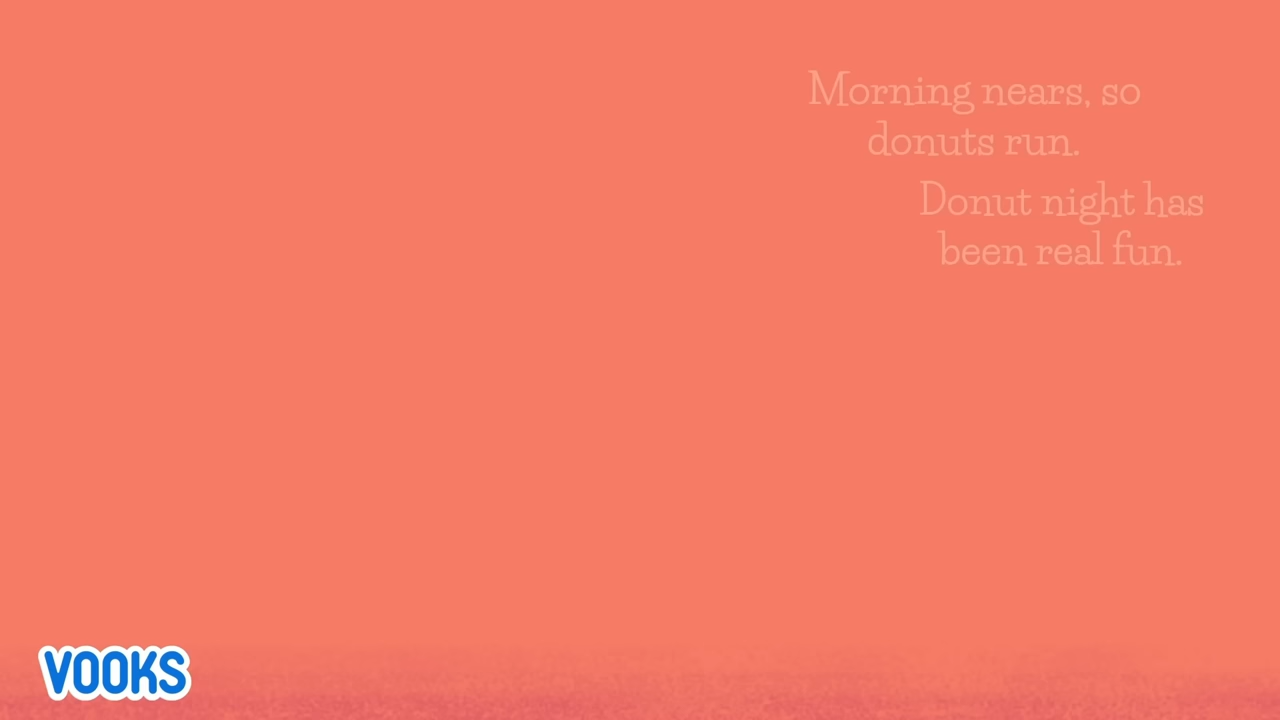 Morning nears, so
donuts run.
Donut night has
been real fun.
VOOKS